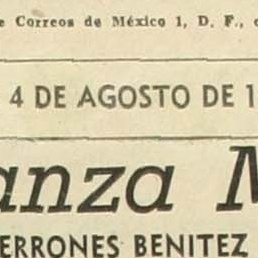 e Correos de México 1, D. F.,
4 DE AGOSTO DE 1
anza M
ERRONES BENITEZ